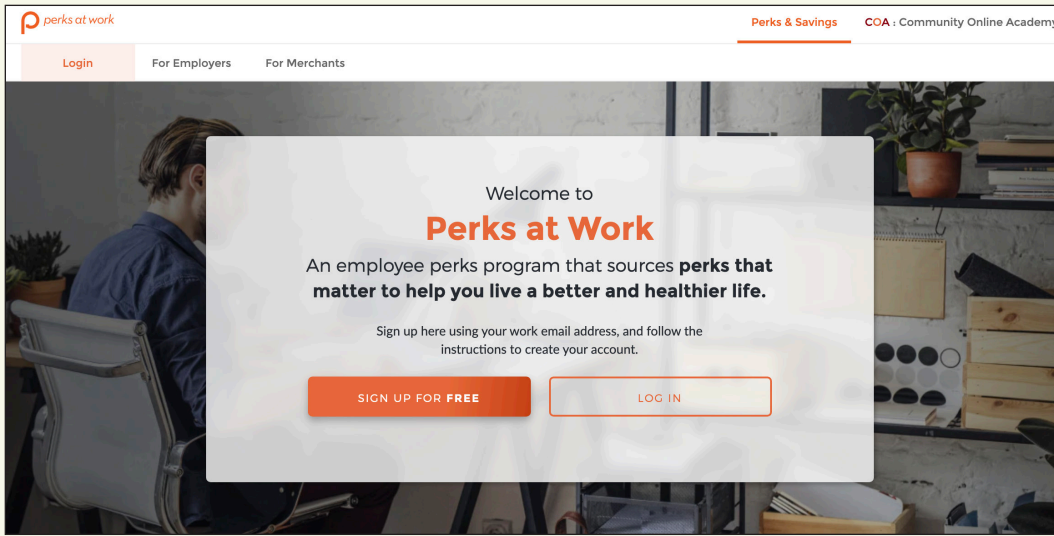 perks at work
Perks & Savings
COA : Community Online Academy
Login
For Employers
For Merchants
Welcome to
Perks at Work
An employee perks program that sources perks that
matter to help you live a better and healthier life.
Sign up here using your work email address, and follow the
instructions to create your account.
SIGN UP FOR FREE
LOG IN